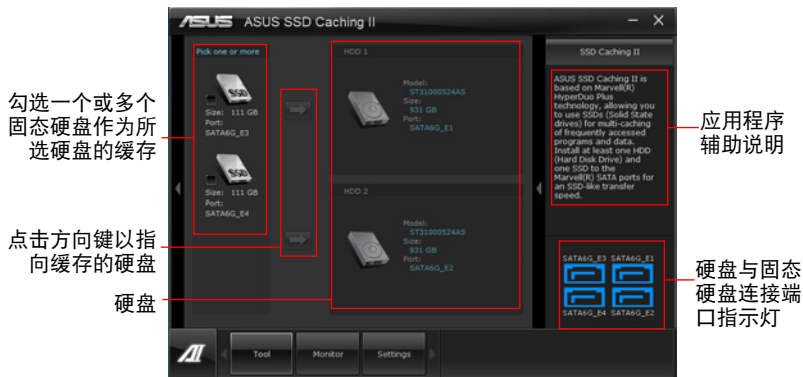 ASUS ASUS SSD Caching II
Pick one or more
Size: 111 GB
Port:
SATA6G_E3
Size: 111 GB
Port:
SATA6G_E4
HDD 1
Model:
ST31000524AS
Size:
931 GB
Port:
SATA6G_E1
HDD 2
Model:
ST31000524AS
Size:
931 GB
Port:
SATA6G_E2
SSD Caching II
ASUS SSD Caching II is
based on Marvell(R)
HyperDuo Plus
technology, allowing you
to use SSDs (Solid State
drives) for multi-caching
of frequently accessed
programs and data.
Install at least one HDD
(Hard Disk Drive) and
one SSD to the
Marvell(R) SATA ports for
an SSD-like transfer
speed.
SATA6G_E3 SATA6G_E1
SATA6G_E4 SATA6G_E2
Tool
Monitor
Settings
勾选一个或多个
固态硬盘作为所
选硬盘的缓存
点击方向键以指
向缓存的硬盘
硬盘
应用程序
辅助说明
硬盘与固态
硬盘连接端
口指示灯
SSD
SSD